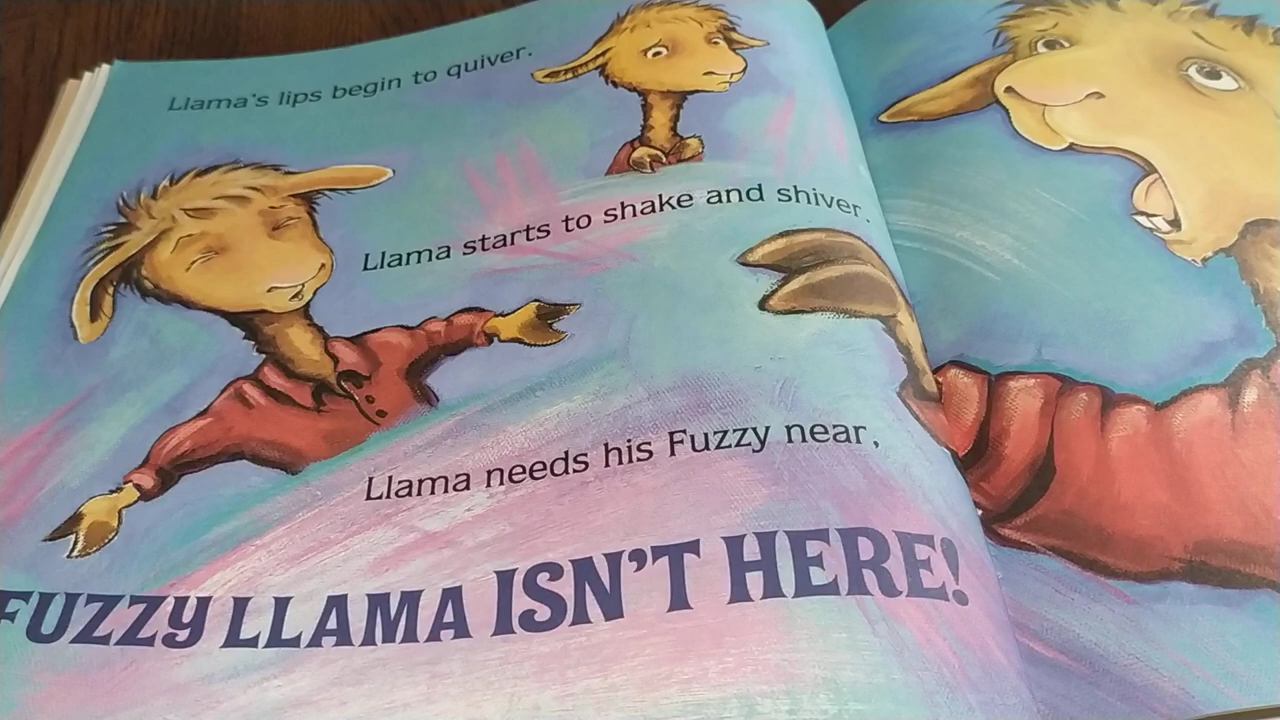 Llama's lips begin to quiver.
Llama starts to shake and shiver.
Llama needs his Fuzzy near,
FUZZY LLAMA ISN'T HERE!